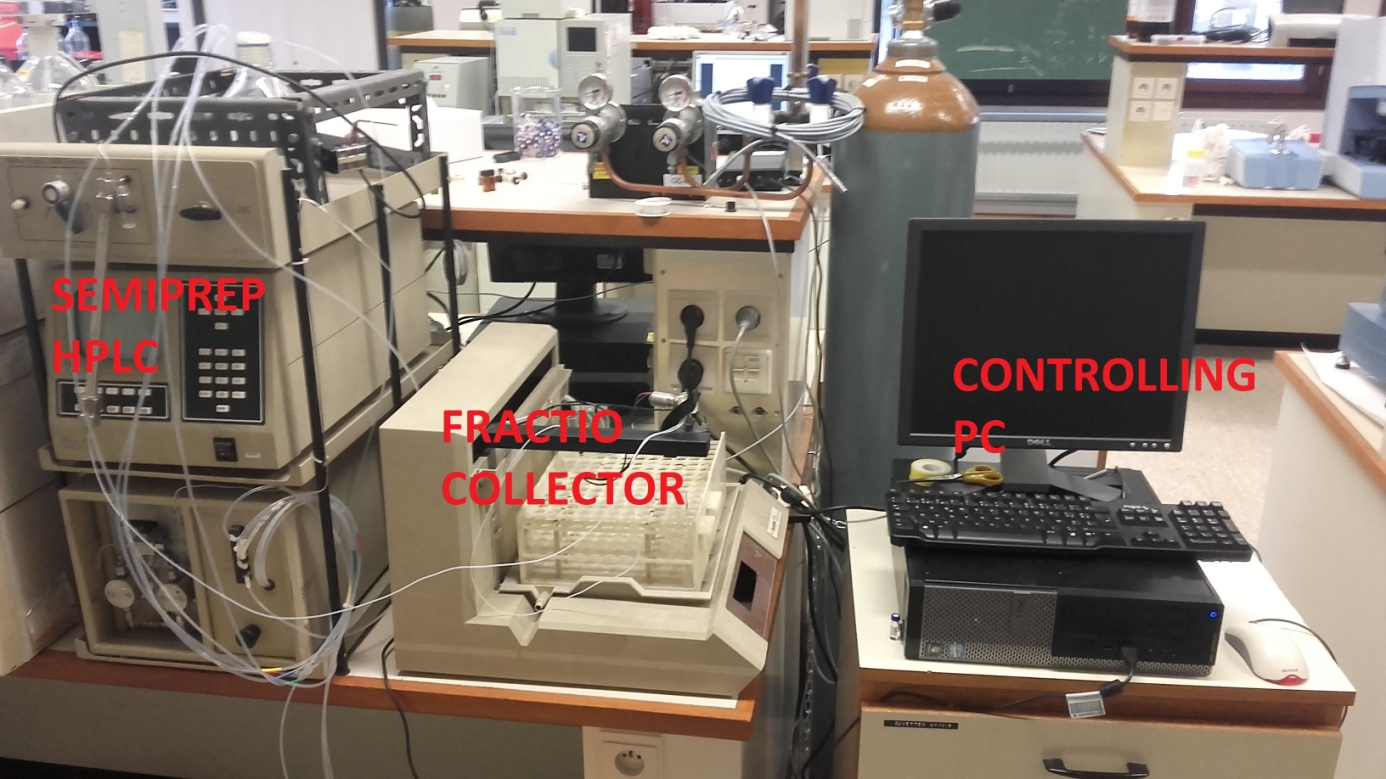 SEMIPREP
HPLC
FRACTIO
COLLECTOR
CONTROLLING
PC
DELL